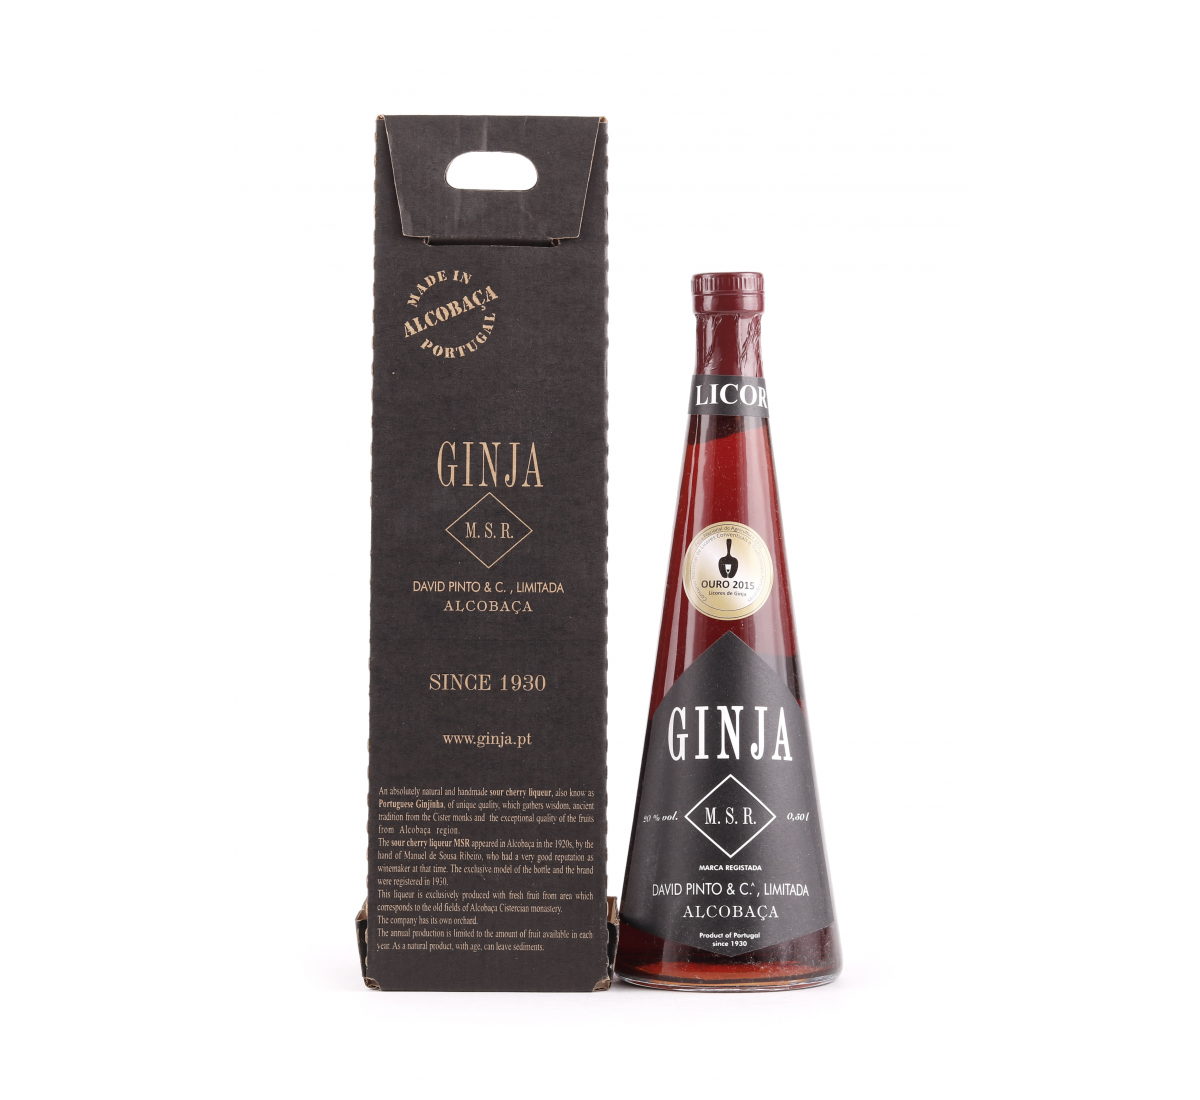 MADE IN
ALCOBAÇA
PORTUGAL
GINJA
M. S. R.
DAVID PINTO & C. , LIMITADA
ALCOBAÇA
SINCE 1930
www.ginja.pt
An absolutely natural and handmade sour cherry liqueur, also know as
Portuguese Ginjinha, of unique quality, which gathers wisdom, ancient
tradition from the Cister monks and the exceptional quality of the fruits
from Alcobaça region.
The sour cherry liqueur MSR appeared in Alcobaça in the 1920s, by the
hand of Manuel de Sousa Ribeiro, who had a very good reputation as
winemaker at that time. The exclusive model of the bottle and the brand
were registered in 1930.
This liqueur is exclusively produced with fresh fruit from area which
corresponds to the old fields of Alcobaça Cistercian monastery.
The company has its own orchard.
The annual production is limited to the amount of fruit available in each
year. As a natural product, with age, can leave sediments.
LICOR
OURO 2015
Licores de Ginja
GINJA
20 % vol.
M. S. R.
0,50 l
MARCA REGISTADA
DAVID PINTO & C.ᴬ, LIMITADA
ALCOBAÇA
Product of Portugal
since 1930